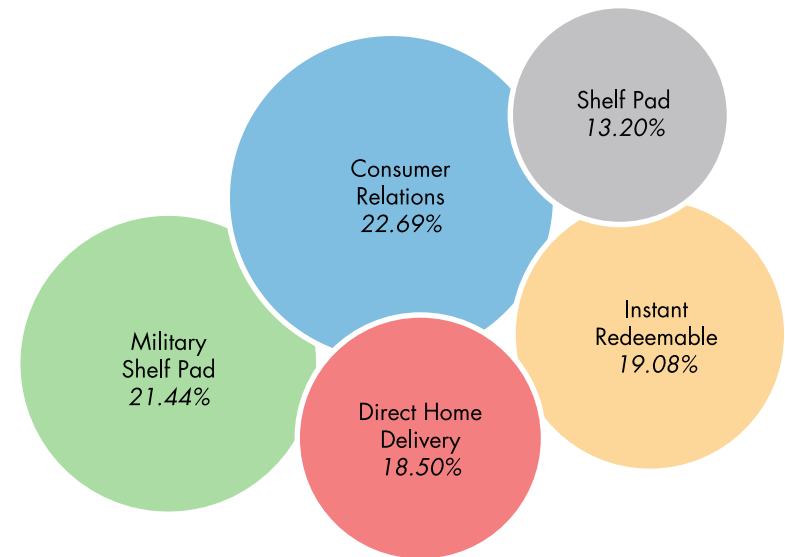 Shelf Pad
13.20%
Consumer
Relations
22.69%
Instant
Redeemable
19.08%
Military
Shelf Pad
21.44%
Direct Home
Delivery
18.50%